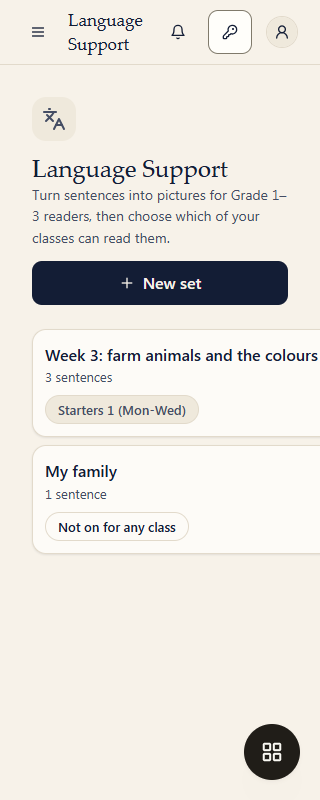 Language
Support
Language Support
Turn sentences into pictures for Grade 1–
3 readers, then choose which of your
classes can read them.
New set
Week 3: farm animals and the colours
3 sentences
Starters 1 (Mon-Wed)
My family
1 sentence
Not on for any class